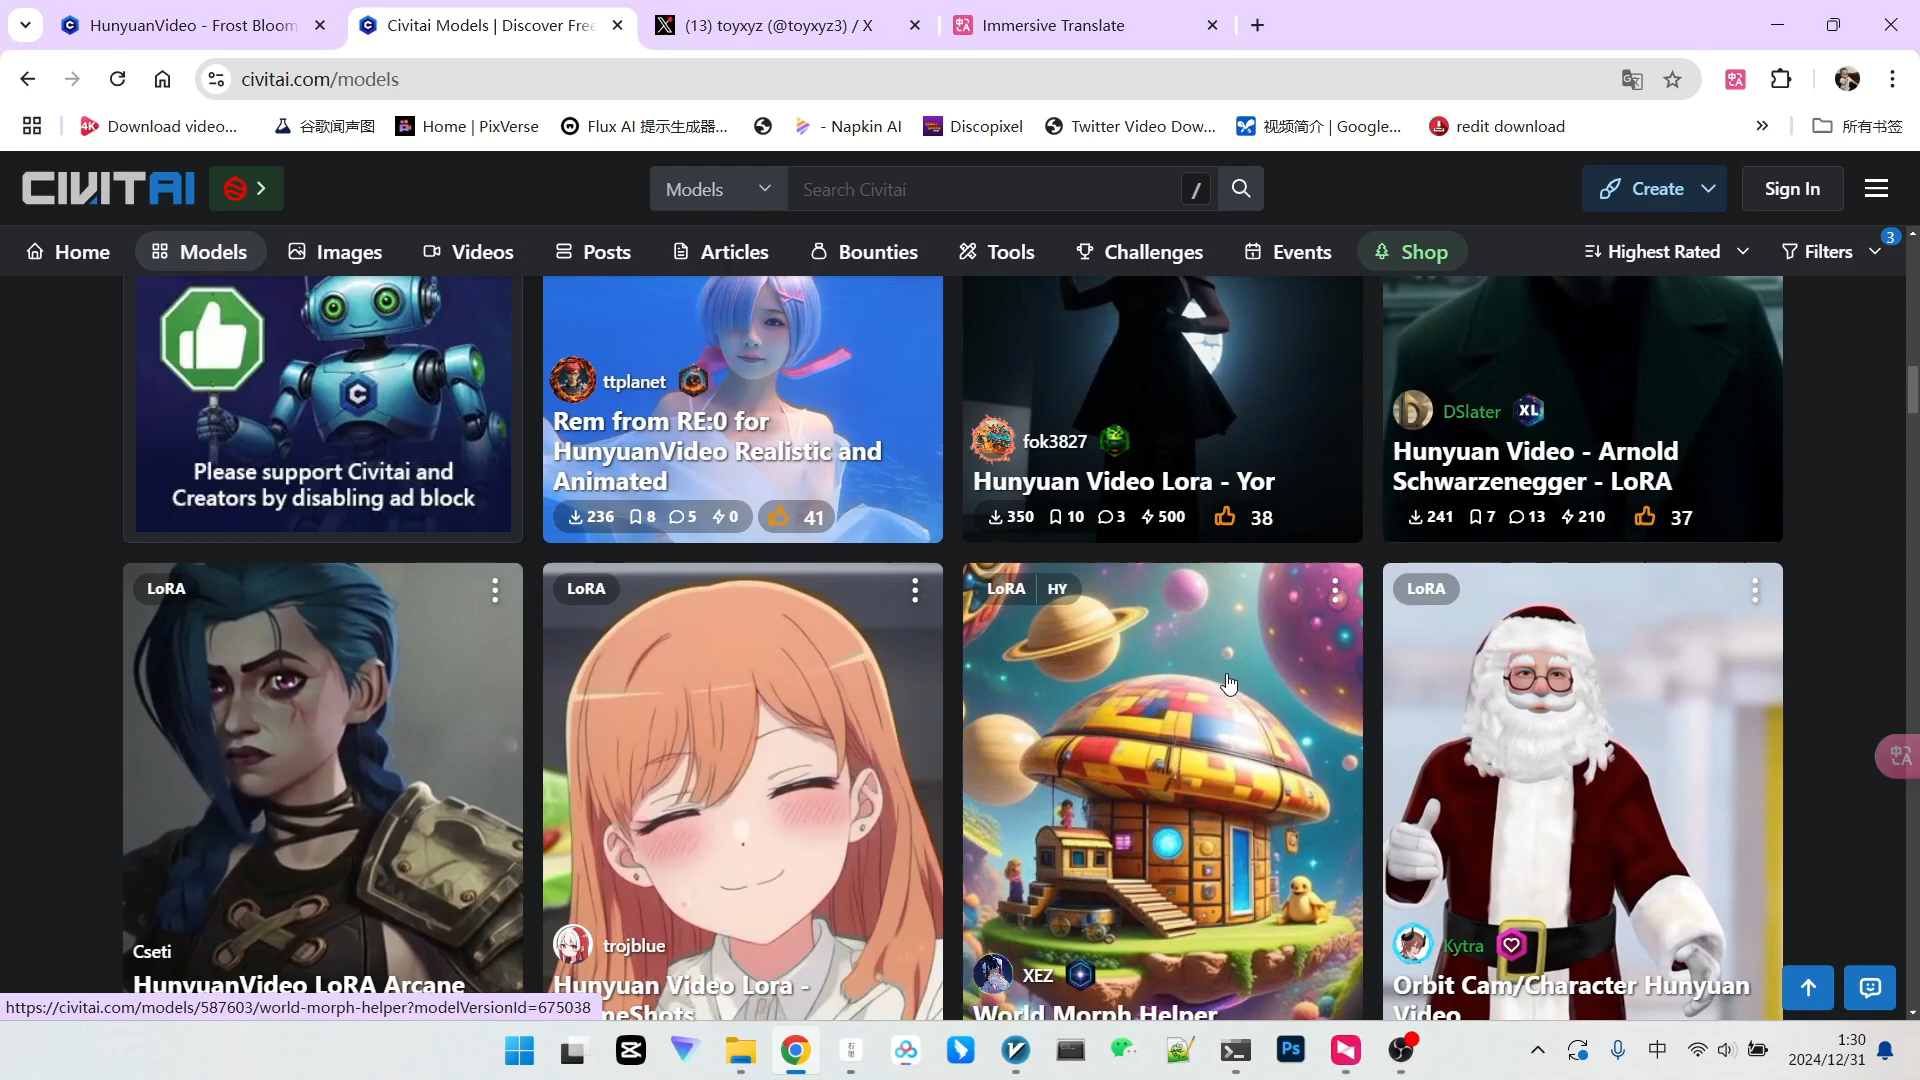 HunyuanVideo - Frost Bloom
Civitai Models | Discover Free
(13) toyxyz (@toyxyz3) / X
Immersive Translate
civitai.com/models
Download video...
谷歌闻声图
Home | PixVerse
Flux AI 提示生成器...
- Napkin AI
Discopixel
Twitter Video Dow...
视频简介 | Google...
redit download
所有书签
CIVITAI
Models
Search Civitai
/
Create
Sign In
Home
Models
Images
Videos
Posts
Articles
Bounties
Tools
Challenges
Events
Shop
Highest Rated
Filters
3
Please support Civitai and
Creators by disabling ad block
ttplanet
Rem from RE:0 for
HunyuanVideo Realistic and
Animated
236 8 5 0 41
fok3827
Hunyuan Video Lora - Yor
350 10 3 500 38
DSlater XL
Hunyuan Video - Arnold
Schwarzenegger - LoRA
241 7 13 210 37
LoRA
Cseti
HunyuanVideo LoRA Arcane
LoRA
trojblue
Hunyuan Video Lora -
meShots
LoRA HY
XEZ
World Morph Helper
LoRA
Kytra
Orbit Cam/Character Hunyuan
Video
https://civitai.com/models/587603/world-morph-helper?modelVersionId=675038
Ps
中
1:30
2024/12/31